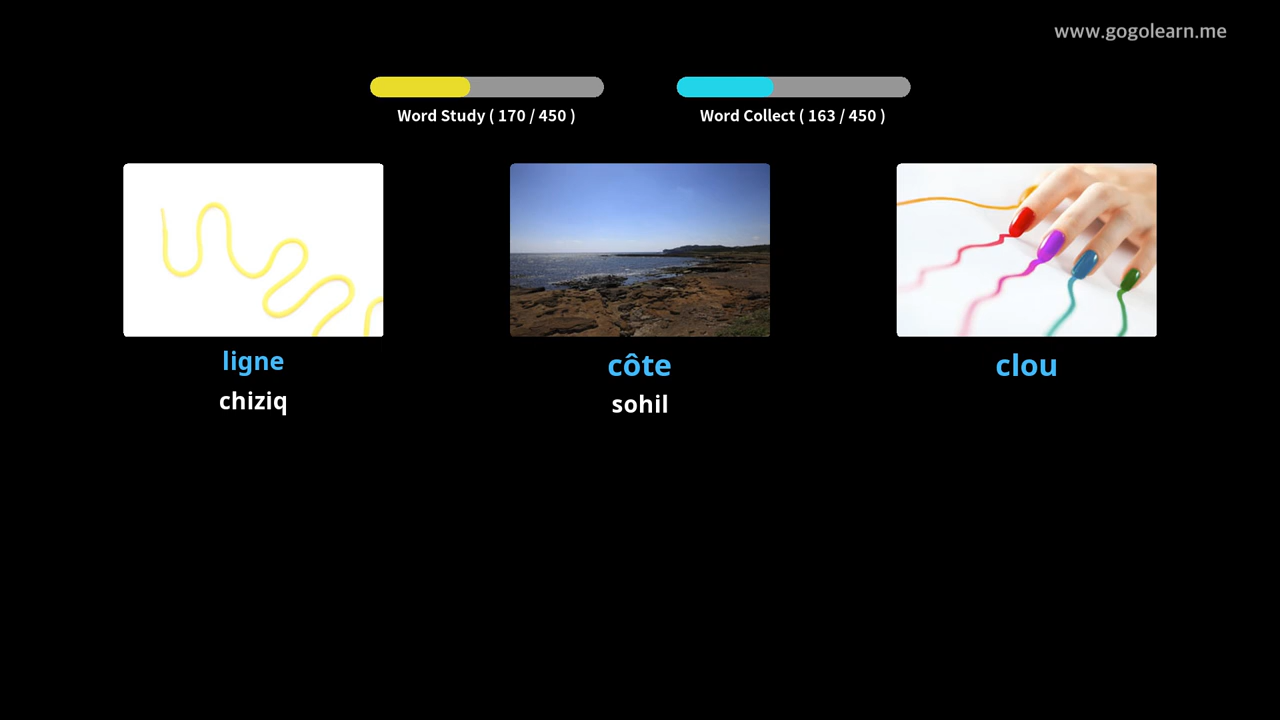 www.gogolearn.me
Word Study ( 170 / 450 )
Word Collect ( 163 / 450 )
ligne
chiziq
côte
sohil
clou